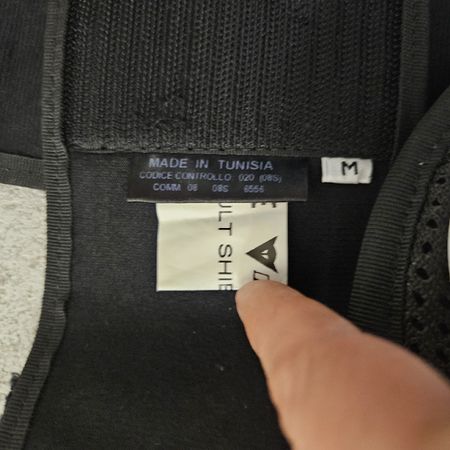 MADE IN TUNISIA
CODICE CONTROLLO: 020 (08S)
COMM 08 08S 6556
M
ULT SHIE